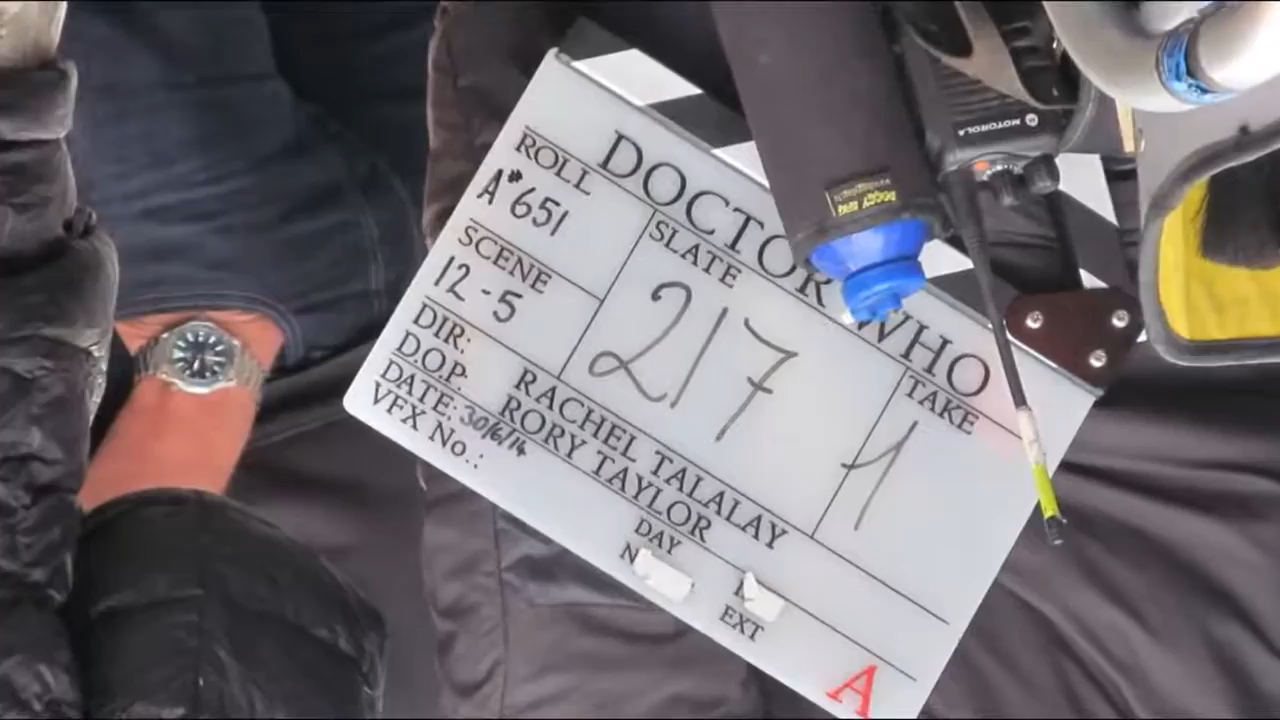 DOCTOR WHO
ROLL
A*651
SLATE
217
TAKE
1
SCENE
12-5
DIR: RACHEL TALALAY
D.O.P. RORY TAYLOR
DATE: 30/6/14
VFX No.:
DAY
EXT
A
MOTOROLA